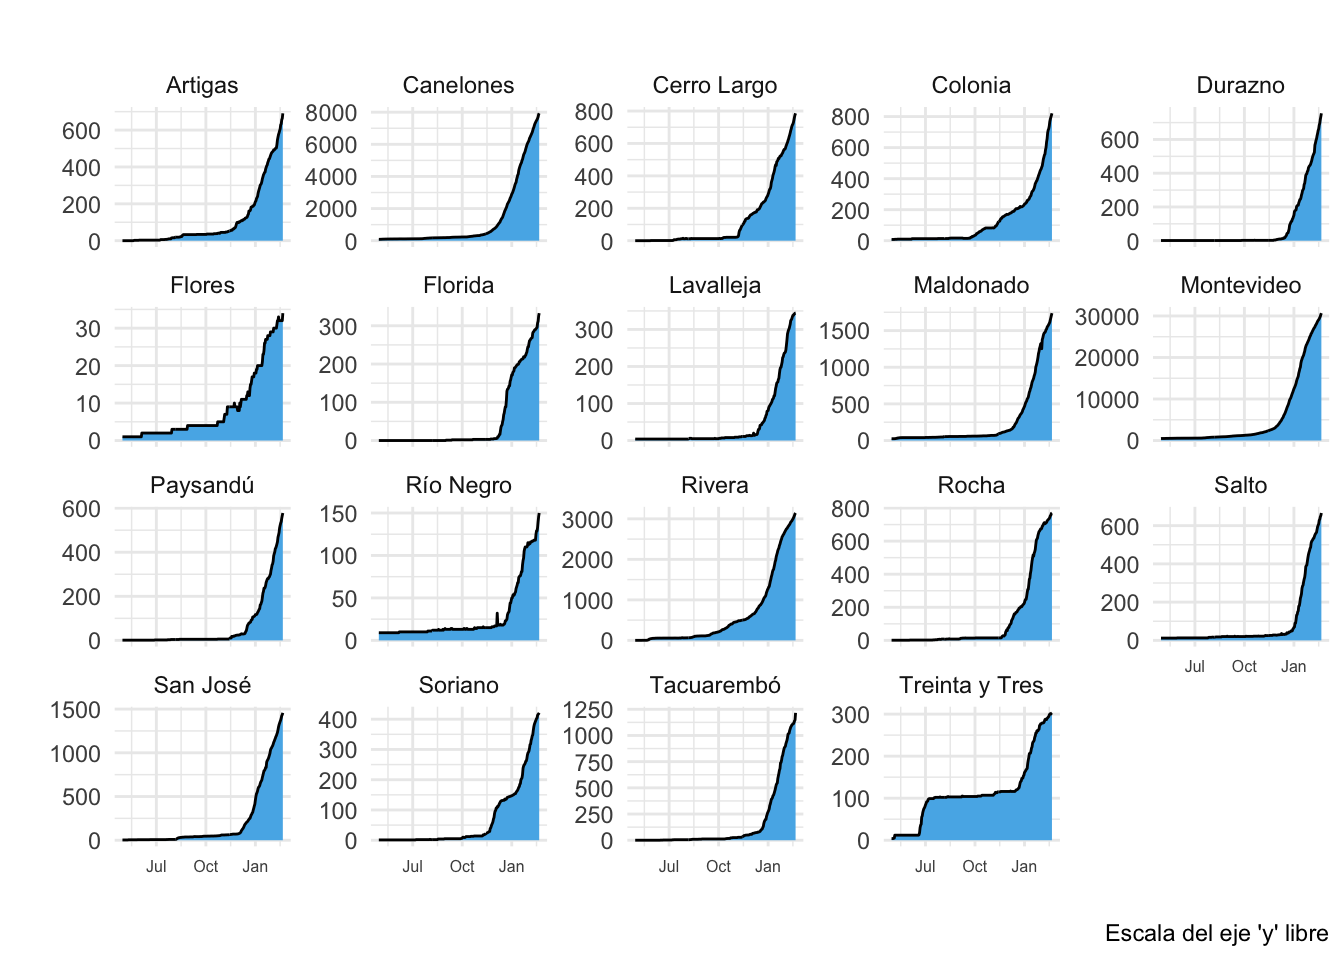 Artigas Canelones Cerro Largo Colonia Durazno
600 400 200 0
8000 6000 4000 2000 0
800 600 400 200 0
800 600 400 200 0
600 400 200 0
Flores Florida Lavalleja Maldonado Montevideo
30 20 10 0
300 200 100 0
300 200 100 0
1500 1000 500 0
30000 20000 10000 0
Paysandú Río Negro Rivera Rocha Salto
600 400 200 0
150 100 50 0
3000 2000 1000 0
800 600 400 200 0
600 400 200 0
Jul Oct Jan
San José Soriano Tacuarembó Treinta y Tres
1500 1000 500 0
400 300 200 100 0
1250 1000 750 500 250 0
300 200 100 0
Jul Oct Jan Jul Oct Jan Jul Oct Jan Jul Oct Jan
Escala del eje 'y' libre